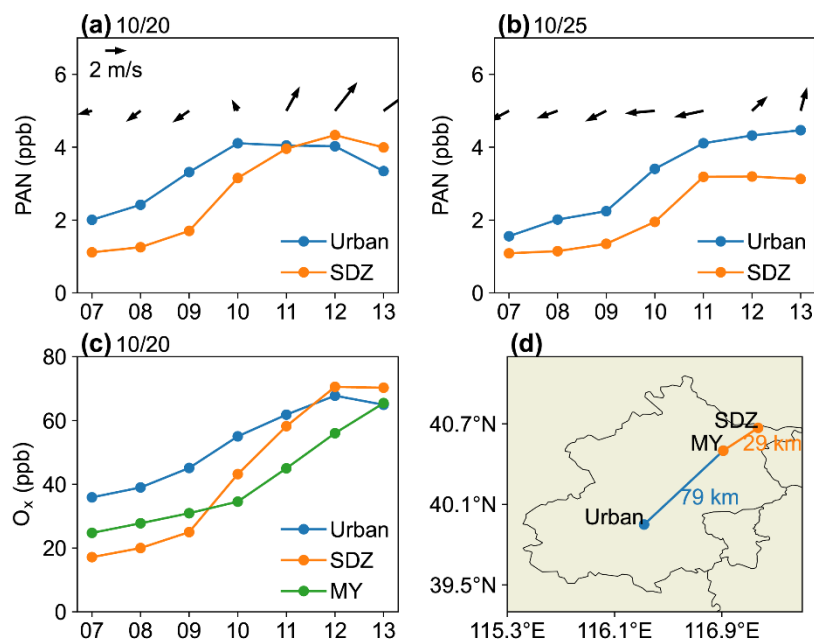 (a) 10/20
6
4
2
0
PAN (ppb)
2 m/s
Urban
SDZ
07 08 09 10 11 12 13
(b) 10/25
6
4
2
0
PAN (pbb)
Urban
SDZ
07 08 09 10 11 12 13
(c) 10/20
80
60
40
20
0
Ox (ppb)
Urban
SDZ
MY
07 08 09 10 11 12 13
(d)
40.7°N
40.1°N
39.5°N
SDZ
MY
29 km
79 km
Urban
115.3°E 116.1°E 116.9°E